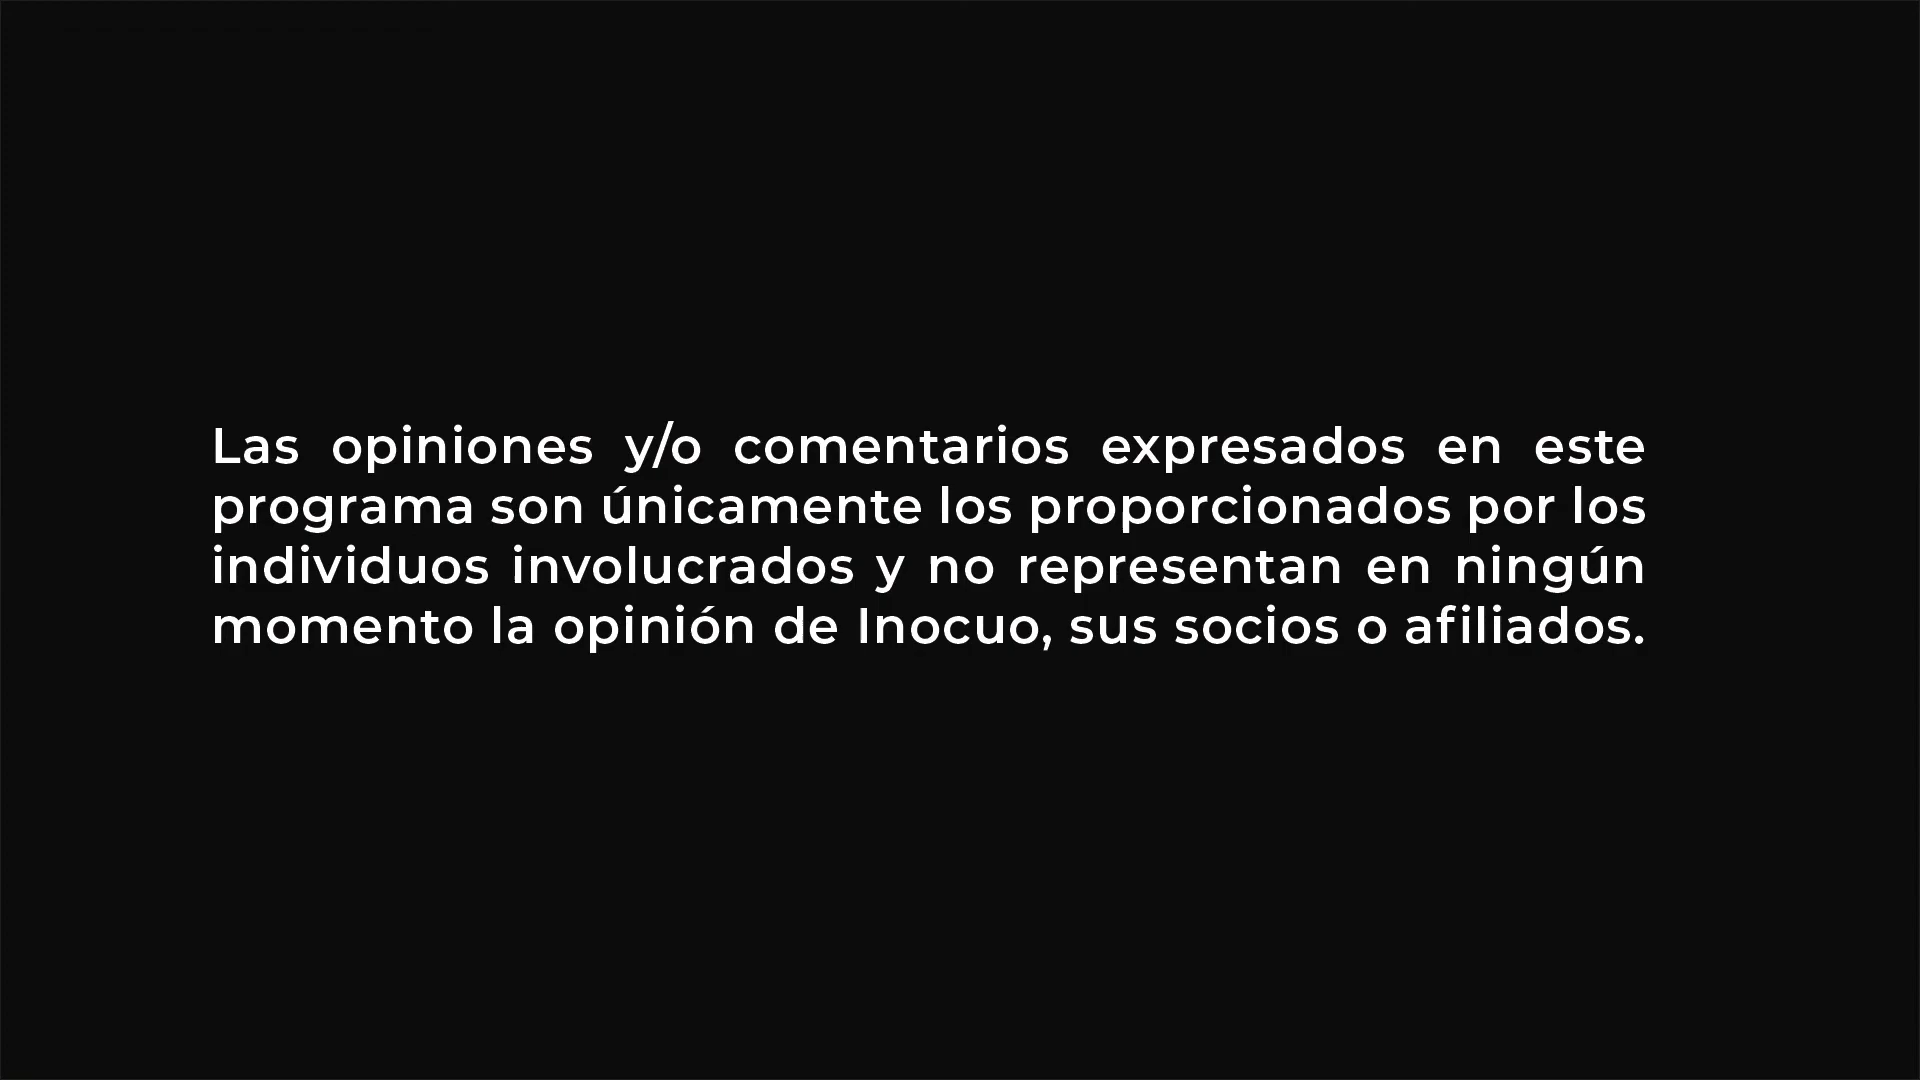 Las opiniones y/o comentarios expresados en este
programa son únicamente los proporcionados por los
individuos involucrados y no representan en ningún
momento la opinión de Inocuo, sus socios o afiliados.